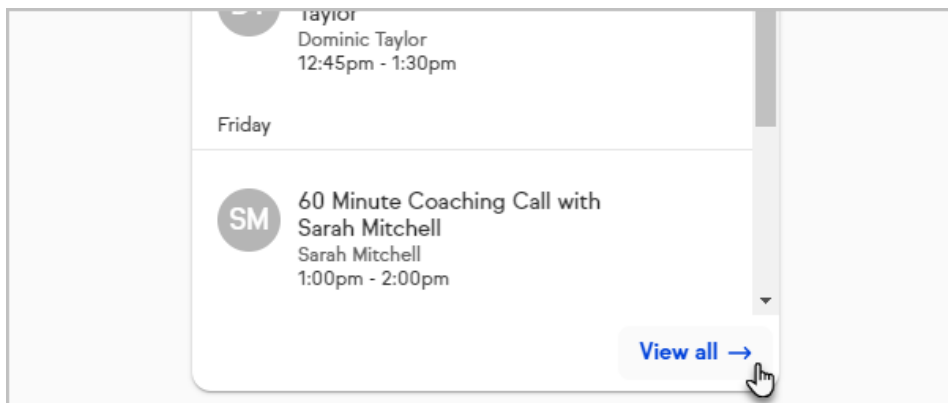 Taylor
Dominic Taylor
12:45pm - 1:30pm
Friday
SM
60 Minute Coaching Call with
Sarah Mitchell
Sarah Mitchell
1:00pm - 2:00pm
View all →